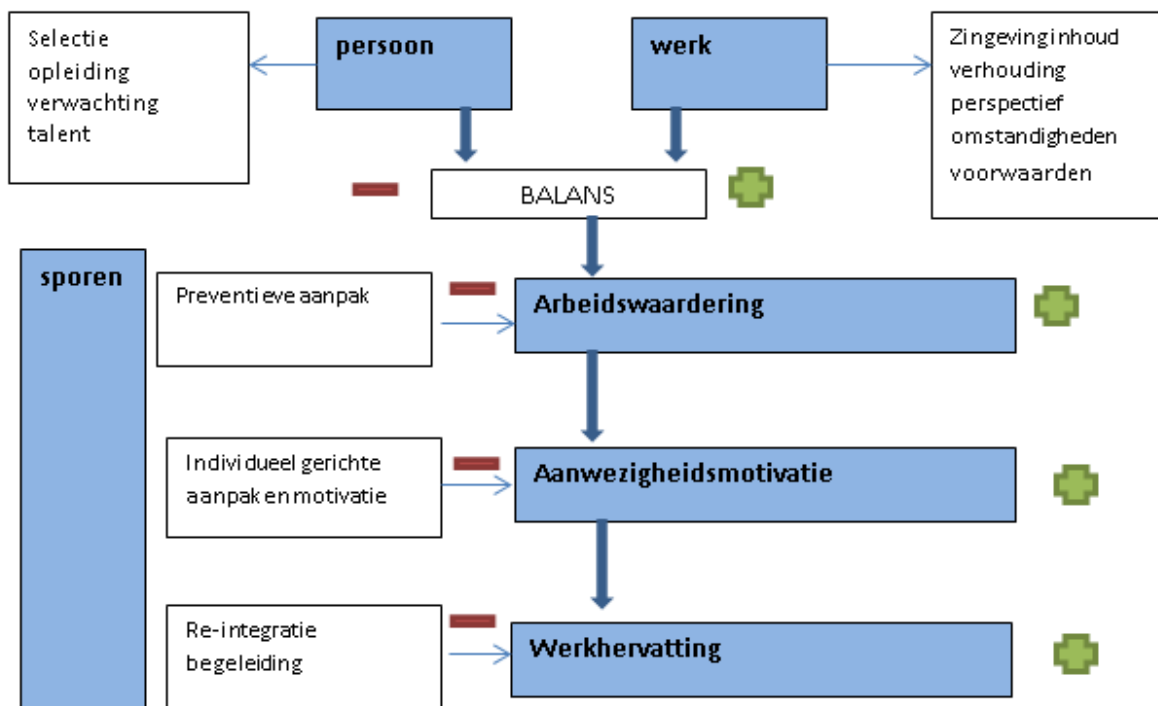 Selectie
opleiding
verwachting
talent
persoon
werk
Zingevinginhoud
verhouding
perspectief
omstandigheden
voorwaarden
BALANS
sporen
Preventieve aanpak
Arbeidswaardering
Individueel gerichte
aanpak en motivatie
Aanwezigheidsmotivatie
Re-integratie
begeleiding
Werkhervatting